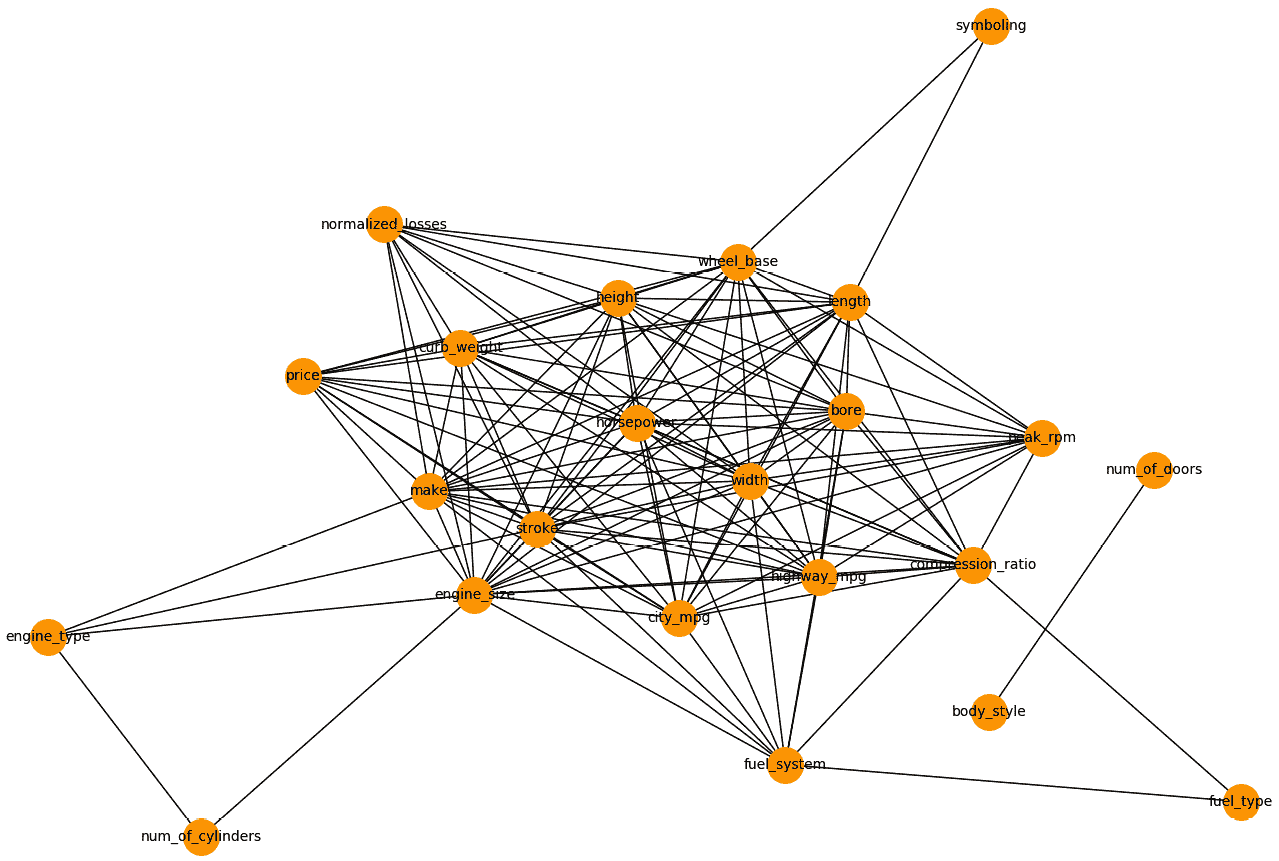 symboling
normalized_losses
wheel_base
height
length
curb_weight
price
bore
horsepower
peak_rpm
num_of_doors
width
make
stroke
compression_ratio
highway_mpg
engine_size
city_mpg
engine_type
body_style
fuel_system
fuel_type
num_of_cylinders